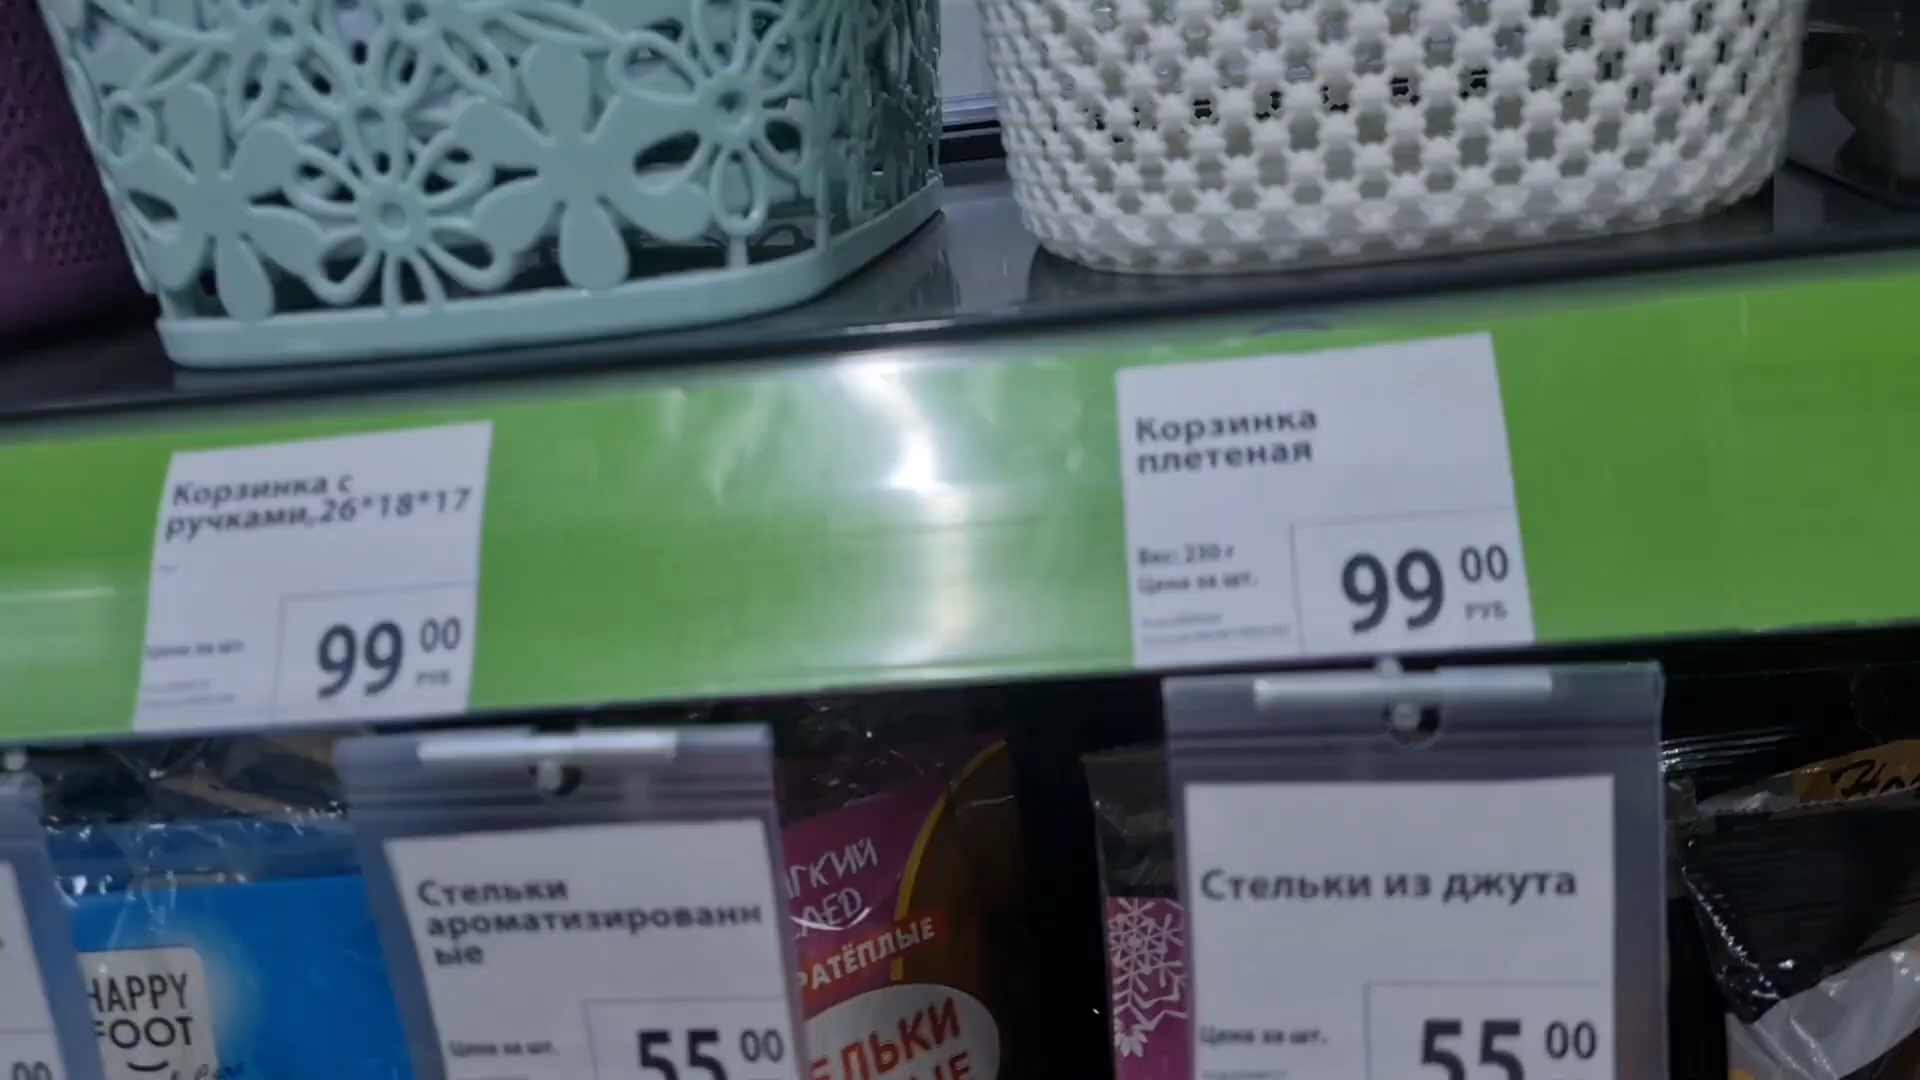 Корзинка с
ручками,26*18*17
Цена за шт.
99 00
РУБ
Корзинка
плетеная
Вес: 230 г
Цена за шт.
99 00
РУБ
HAPPY
FOOT
Стельки
ароматизированн
ые
Цена за шт.
55 00
Стельки из джута
Цена за шт.
55 00
00